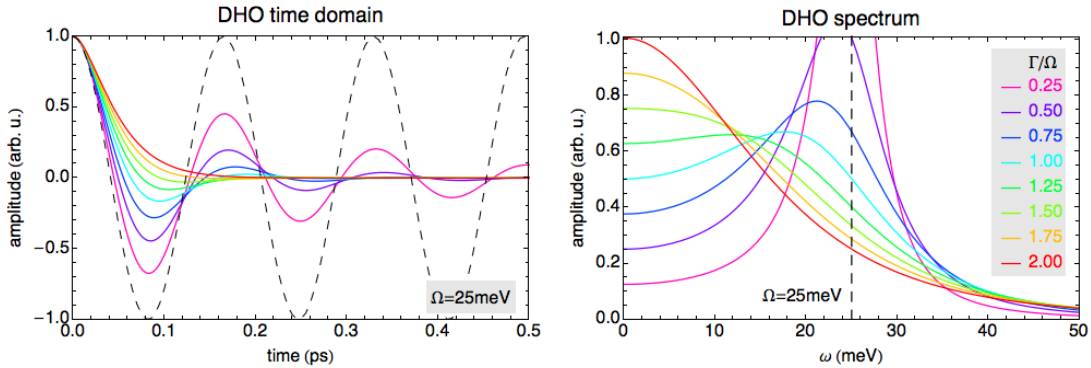 DHO time domain
amplitude (arb. u.)
1.0
0.5
0.0
−0.5
−1.0
0.0 0.1 0.2 0.3 0.4 0.5
time (ps)
Ω=25meV
DHO spectrum
amplitude (arb. u.)
1.0
0.8
0.6
0.4
0.2
0.0
0 10 20 30 40 50
ω (meV)
Ω=25meV
Γ/Ω
0.25
0.50
0.75
1.00
1.25
1.50
1.75
2.00